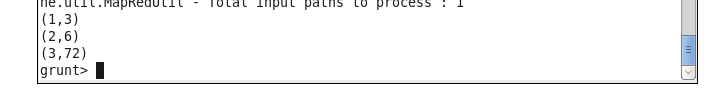 ne.util.MapRedUtil - Total input paths to process : 1
(1,3)
(2,6)
(3,72)
grunt>